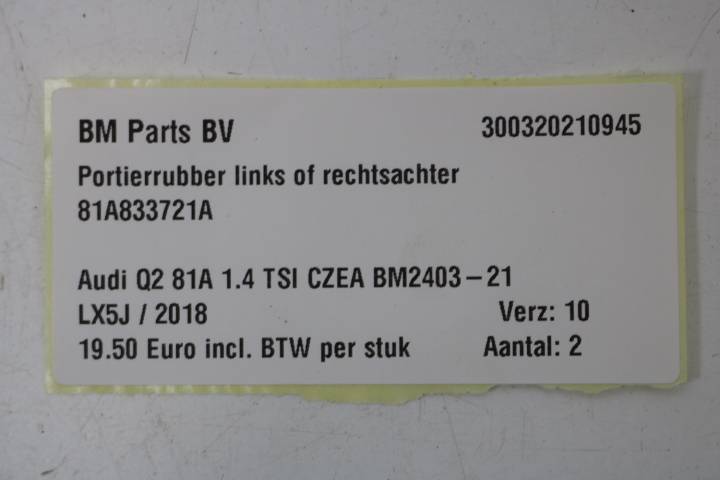 BM Parts BV 300320210945
Portierrubber links of rechtsachter
81A833721A
Audi Q2 81A 1.4 TSI CZEA BM2403-21
LX5J / 2018 Verz: 10
19.50 Euro incl. BTW per stuk Aantal: 2